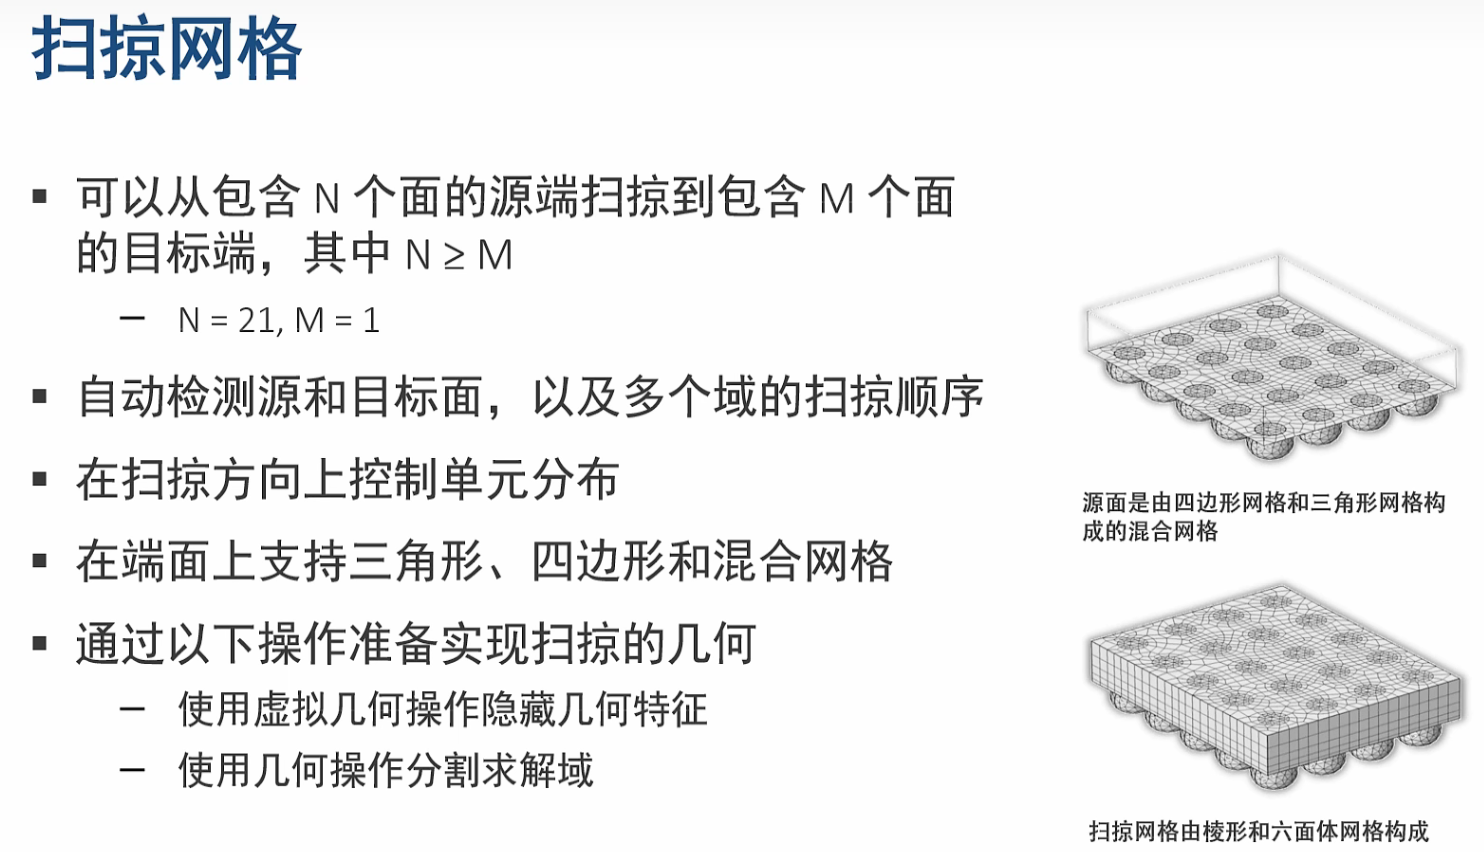 扫掠网格
▪ 可以从包含 N 个面的源端扫掠到包含 M 个面
的目标端，其中 N ≥ M
– N = 21, M = 1
▪ 自动检测源和目标面，以及多个域的扫掠顺序
▪ 在扫掠方向上控制单元分布
▪ 在端面上支持三角形、四边形和混合网格
▪ 通过以下操作准备实现扫掠的几何
– 使用虚拟几何操作隐藏几何特征
– 使用几何操作分割求解域
源面是由四边形网格和三角形网格构
成的混合网格
扫掠网格由棱形和六面体网格构成